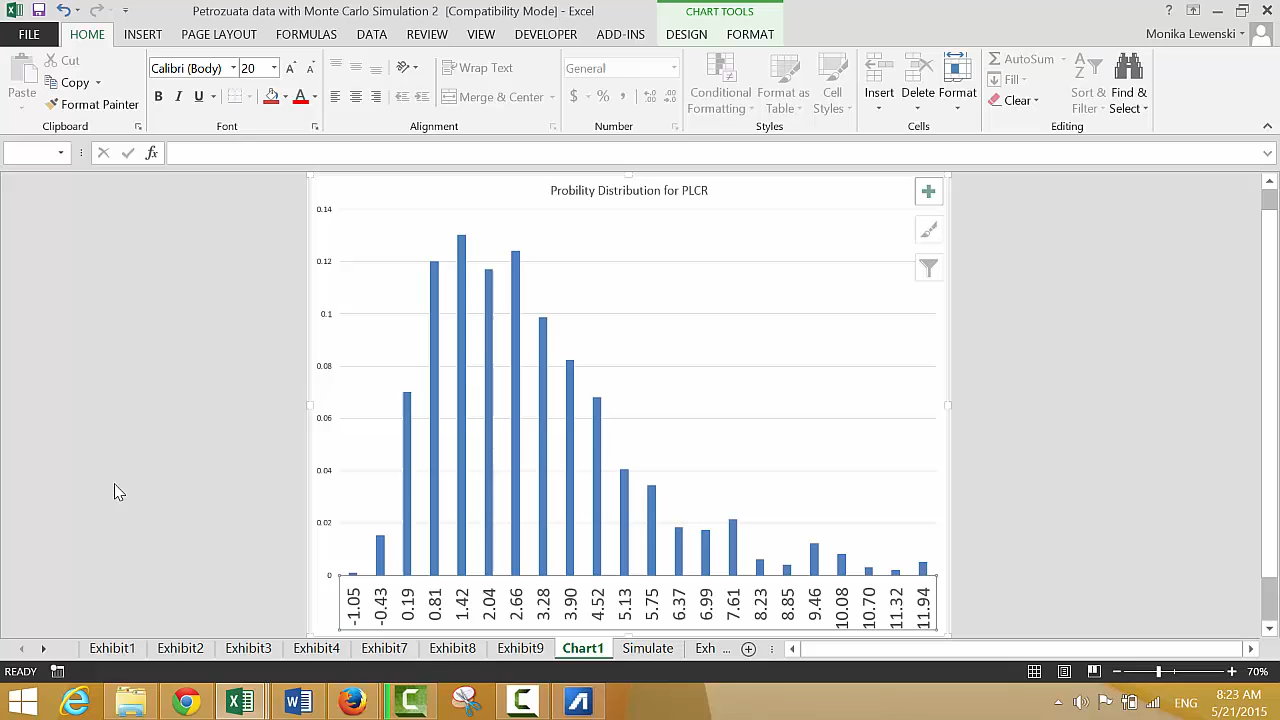 Petrozuata data with Monte Carlo Simulation 2 [Compatibility Mode] - Excel
CHART TOOLS
FILE HOME INSERT PAGE LAYOUT FORMULAS DATA REVIEW VIEW DEVELOPER ADD-INS DESIGN FORMAT Monika Lewenski
Paste
Cut
Copy
Format Painter
Clipboard
Calibri (Body) 20
B I U
Font
Wrap Text
Merge & Center
Alignment
General
$ % ,
Number
Conditional Formatting
Format as Table
Cell Styles
Styles
Insert
Delete
Format
Cells
AutoSum
Fill
Clear
Sort & Filter
Find & Select
Editing
fx
Probility Distribution for PLCR
0.14
0.12
0.1
0.08
0.06
0.04
0.02
0
-1.05 -0.43 0.19 0.81 1.42 2.04 2.66 3.28 3.90 4.52 5.13 5.75 6.37 6.99 7.61 8.23 8.85 9.46 10.08 10.70 11.32 11.94
Exhibit1 Exhibit2 Exhibit3 Exhibit4 Exhibit7 Exhibit8 Exhibit9 Chart1 Simulate Exh ...
READY 70%
ENG
8:23 AM
5/21/2015